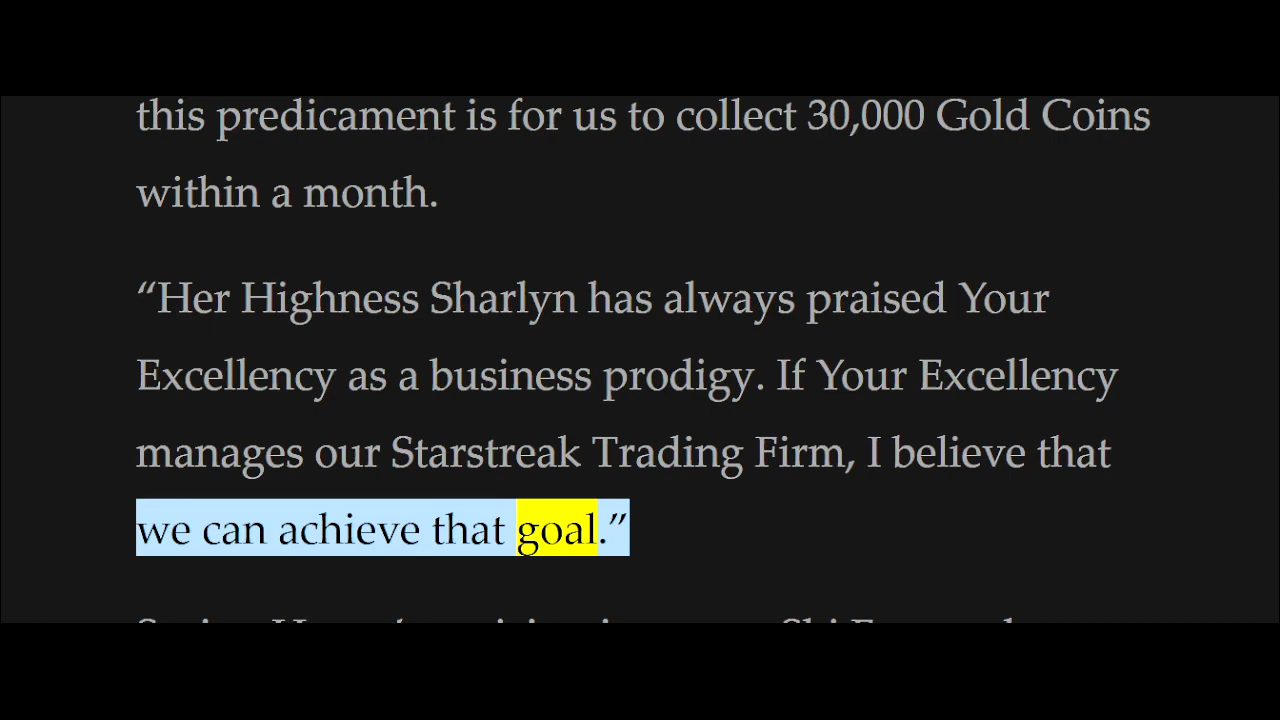 this predicament is for us to collect 30,000 Gold Coins
within a month.
“Her Highness Sharlyn has always praised Your
Excellency as a business prodigy. If Your Excellency
manages our Starstreak Trading Firm, I believe that
we can achieve that goal.”